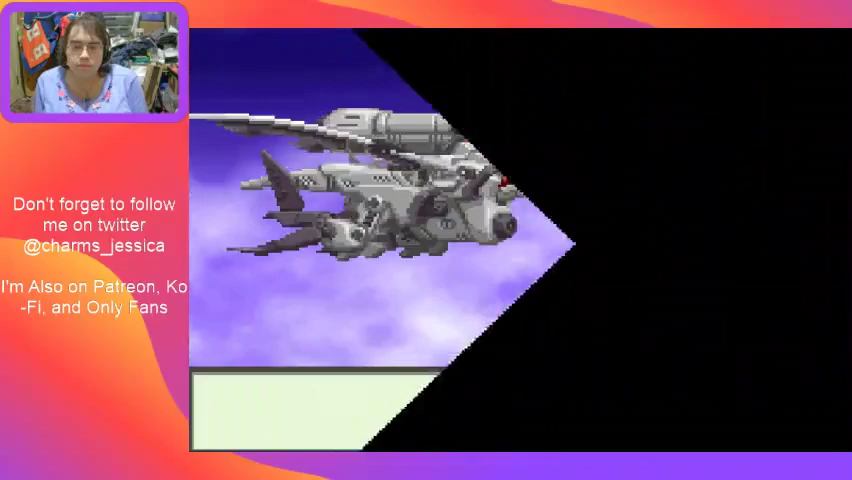 Don't forget to follow
me on twitter
@charms_jessica
I'm Also on Patreon, Ko
-Fi, and Only Fans